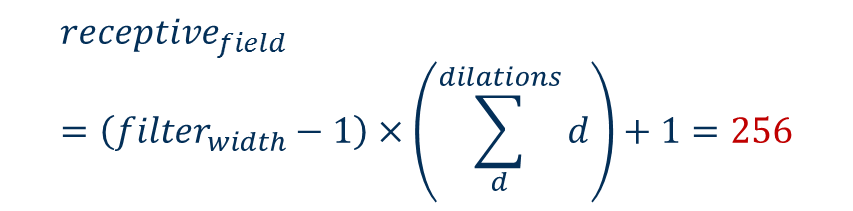 receptive_field
= (filter_width − 1) × (∑_d^dilations d) + 1 = 256